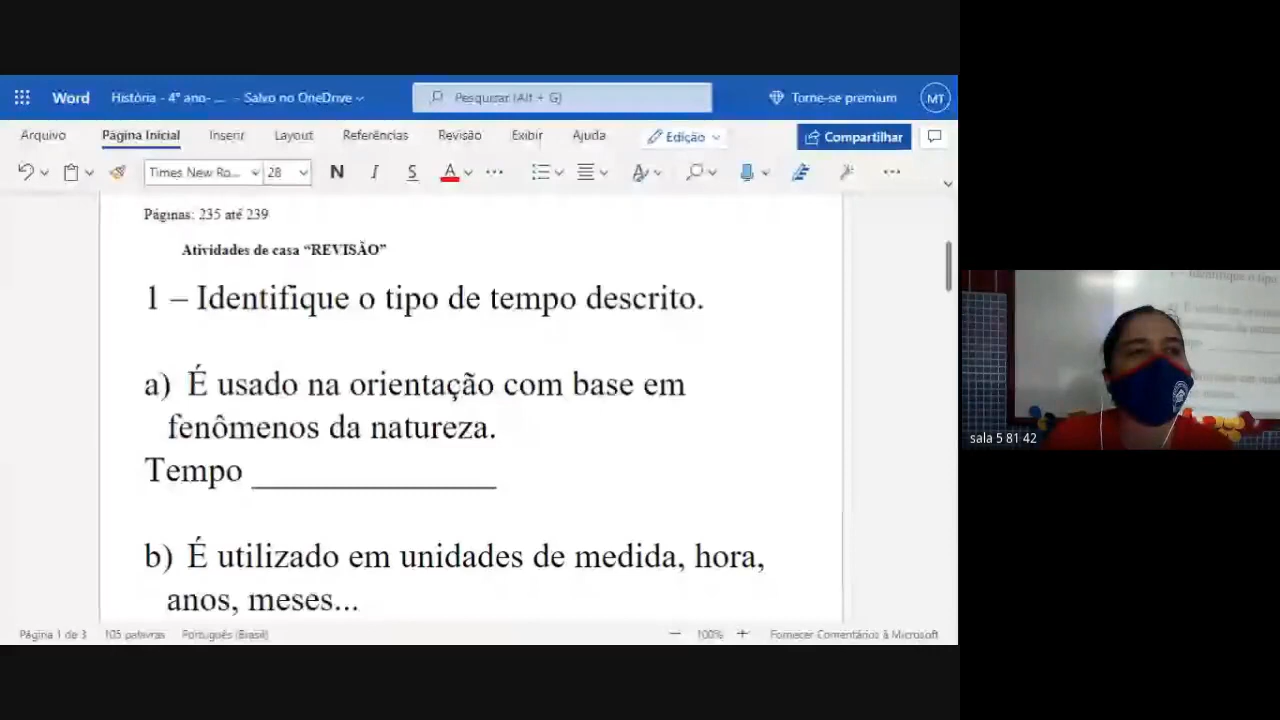 Word História - 4º ano- ... - Salvo no OneDrive Pesquisar (Alt + G) Torne-se premium MT
Arquivo Página Inicial Inserir Layout Referências Revisão Exibir Ajuda Edição Compartilhar
Times New Ro... 28 N I S A ...
Páginas: 235 até 239
Atividades de casa “REVISÃO”
1 – Identifique o tipo de tempo descrito.
a) É usado na orientação com base em
fenômenos da natureza.
Tempo _______________
b) É utilizado em unidades de medida, hora,
anos, meses...
Página 1 de 3 105 palavras Português (Brasil) 100% Fornecer Comentários à Microsoft
sala 5 81 42